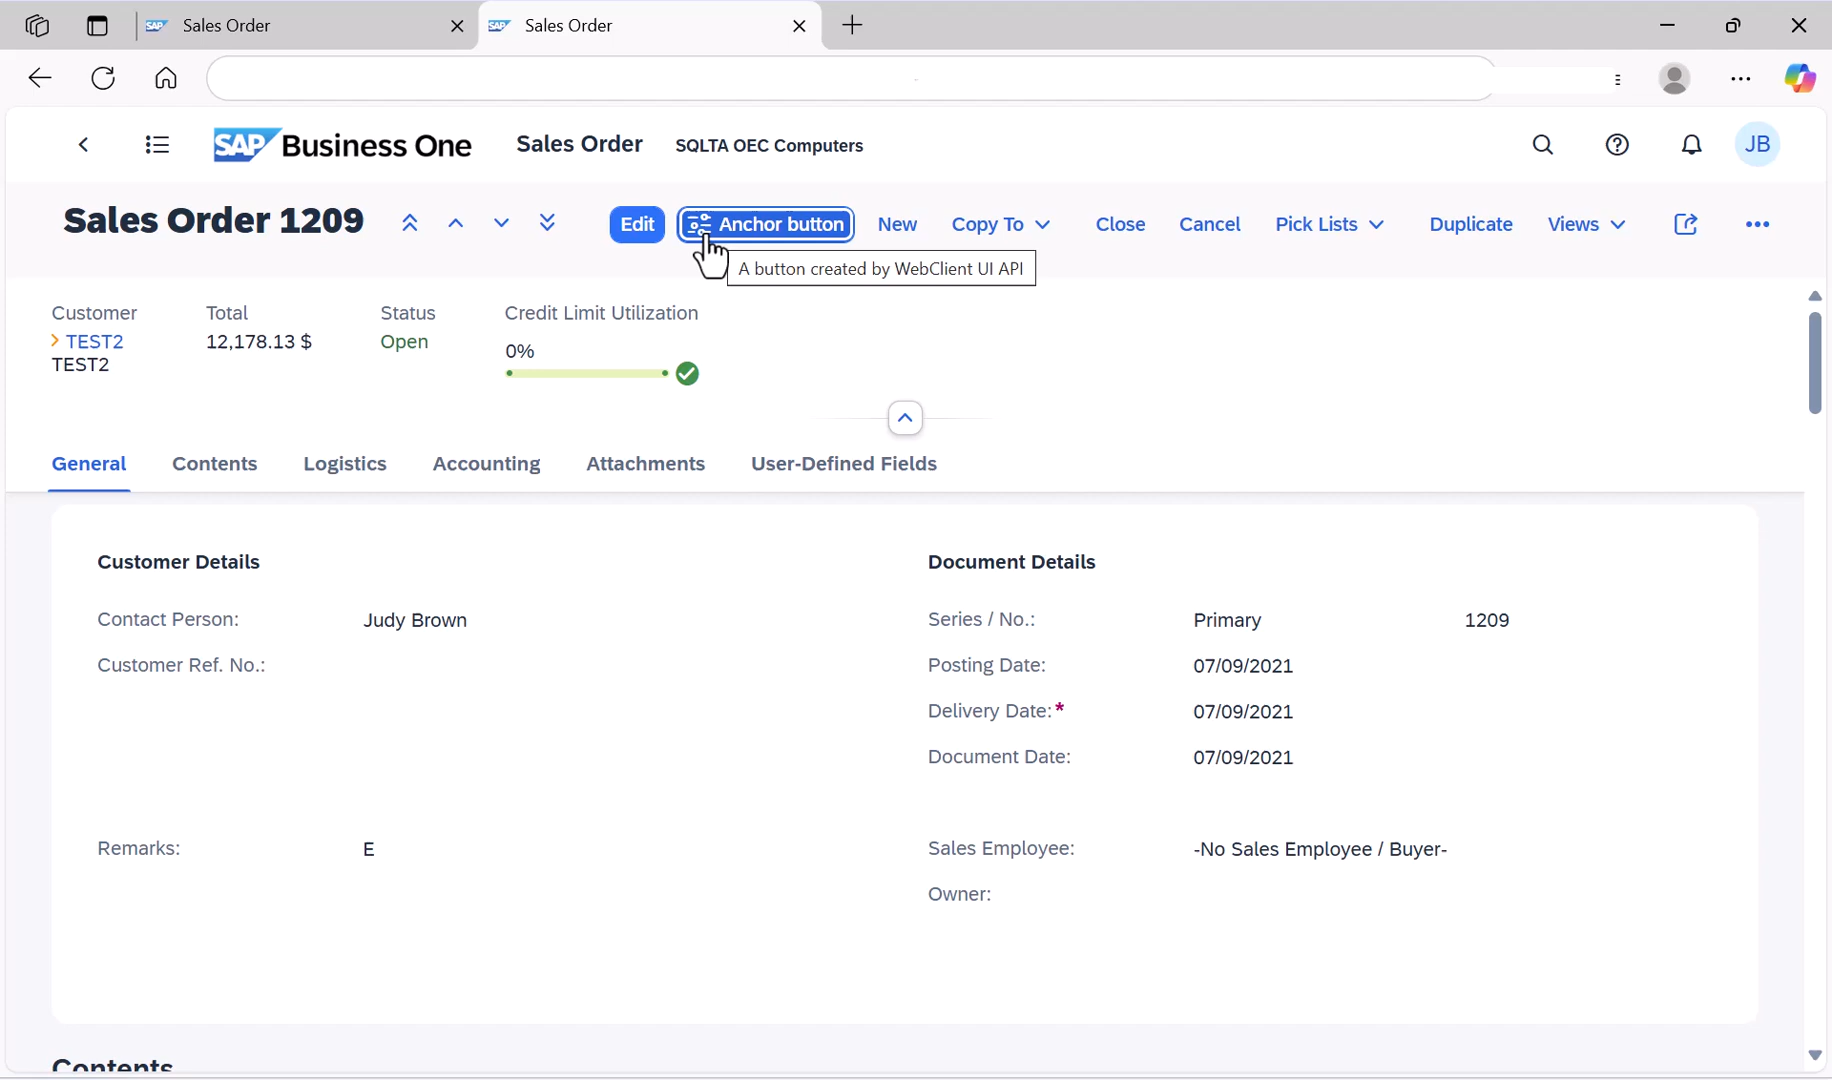 Sales Order
Sales Order
SAP Business One Sales Order SQLTA OEC Computers JB
Sales Order 1209 Edit Anchor button New Copy To Close Cancel Pick Lists Duplicate Views
A button created by WebClient UI API
Customer Total Status Credit Limit Utilization
TEST2 12,178.13 $ Open 0%
TEST2
General Contents Logistics Accounting Attachments User-Defined Fields
Customer Details Document Details
Contact Person: Judy Brown Series / No.: Primary 1209
Customer Ref. No.: Posting Date: 07/09/2021
Delivery Date:* 07/09/2021
Document Date: 07/09/2021
Remarks: E Sales Employee: -No Sales Employee / Buyer-
Owner:
Contents